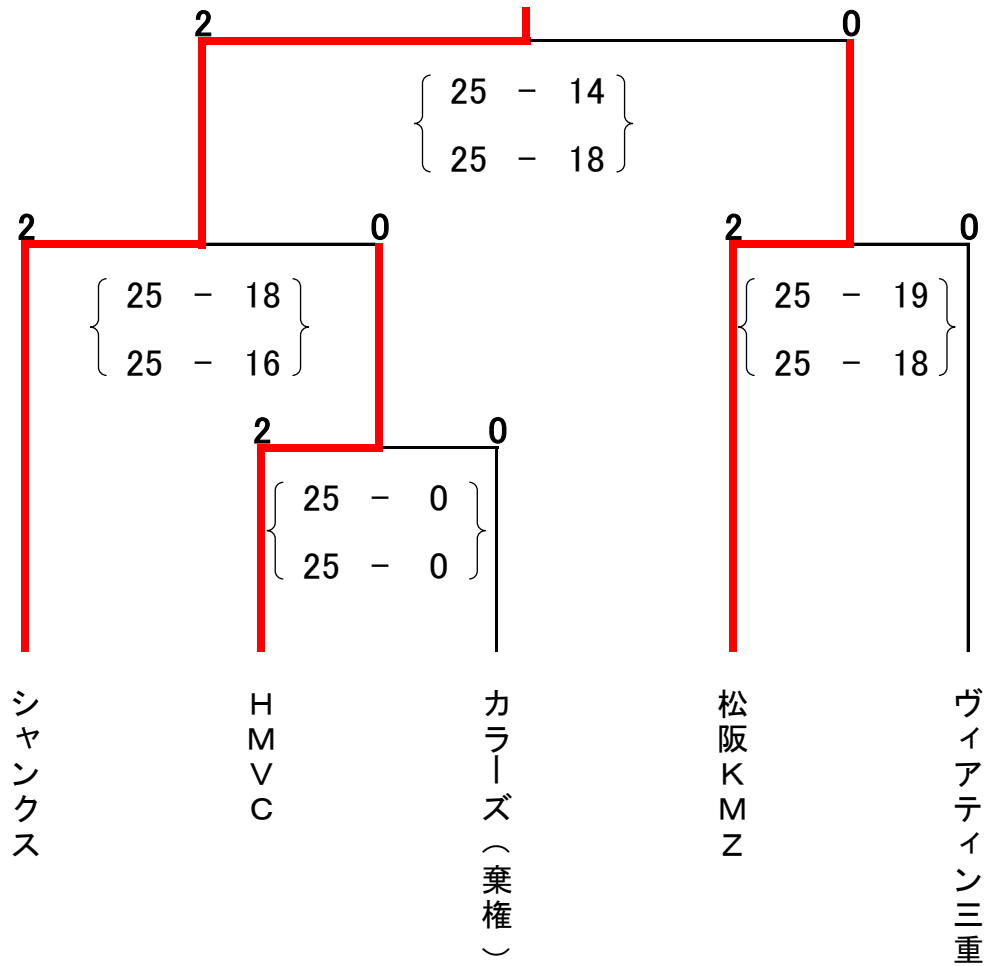 2 0
25 － 14
25 － 18
2 0 2 0
25 － 18 25 － 19
25 － 16 25 － 18
2 0
25 － 0
25 － 0
シャンクス
ＨＭＶＣ
カラーズ（棄権）
松阪ＫＭＺ
ヴィアティン三重